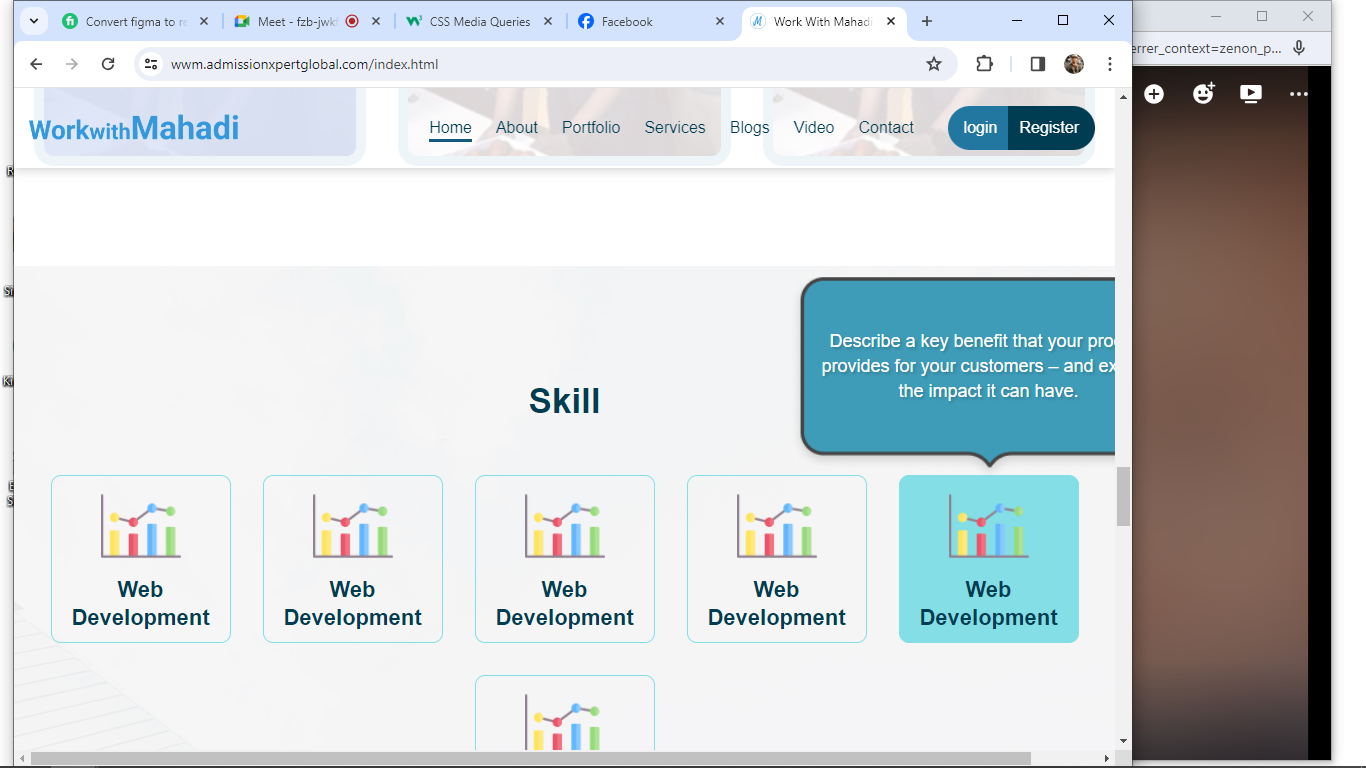 Convert figma to re
Meet - fzb-jwkf
CSS Media Queries
Facebook
Work With Mahadi
www.admissionxpertglobal.com/index.html
errer_context=zenon_p...
WorkwithMahadi
Home
About
Portfolio
Services
Blogs
Video
Contact
login
Register
Describe a key benefit that your pro
provides for your customers – and ex
the impact it can have.
Skill
Web
Development
Web
Development
Web
Development
Web
Development
Web
Development